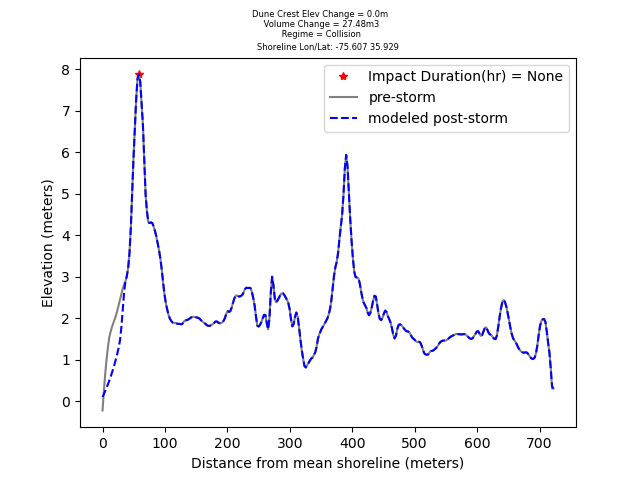 Dune Crest Elev Change = 0.0m
Volume Change = 27.48m3
Regime = Collision
Shoreline Lon/Lat: -75.607 35.929
Impact Duration(hr) = None
pre-storm
modeled post-storm
8
7
6
5
4
3
2
1
0
Elevation (meters)
0 100 200 300 400 500 600 700
Distance from mean shoreline (meters)